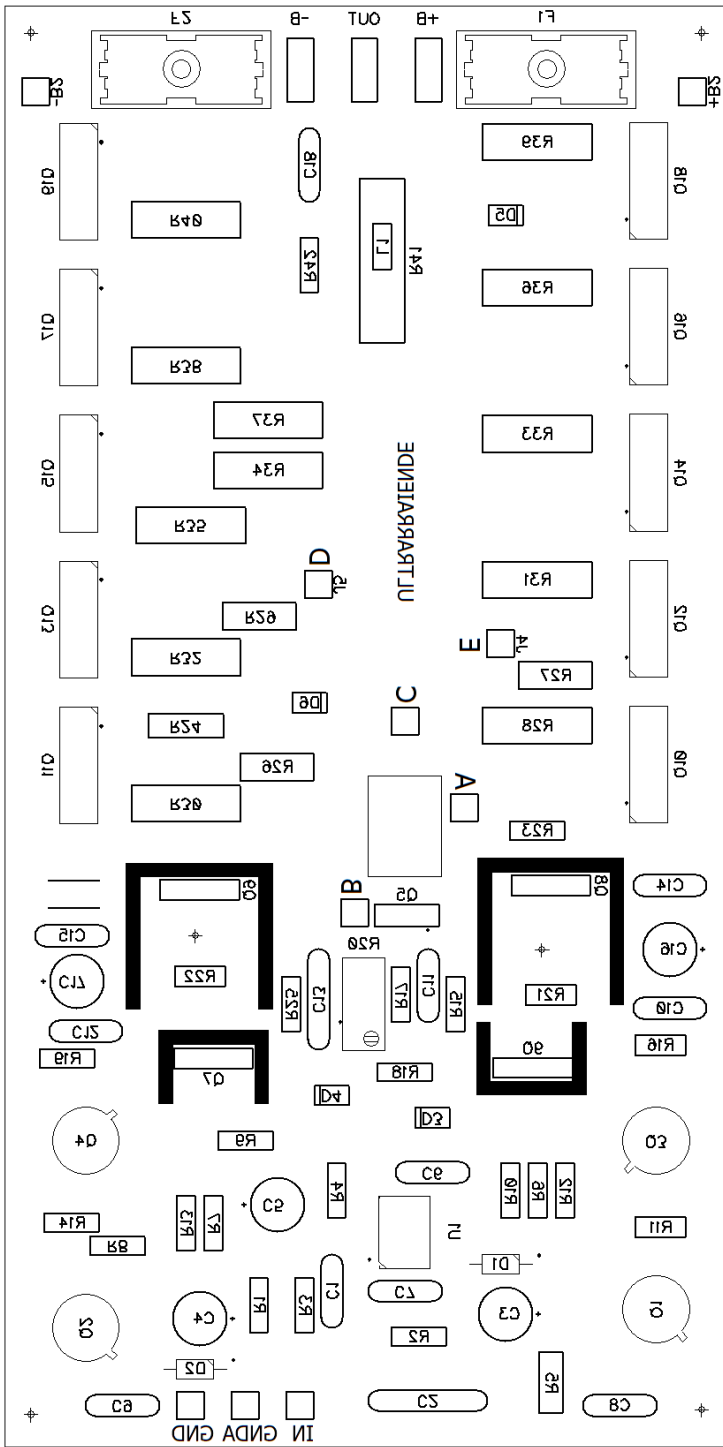 F2
B-
OUT
B+
F1
-B2
+B2
R39
Q19
C18
D5
Q18
R40
R42
L1
R41
R36
Q17
Q16
R38
R37
R33
Q15
R34
ULTRARRAIENDE
Q14
R35
D
J5
R31
Q13
R29
E
J4
Q12
R32
R27
D6
C
R24
R28
Q11
R26
Q10
R30
A
R23
Q9
B
Q5
Q8
C14
C15
R20
C16
C17
R22
R25
C13
R17
C11
R15
R21
C10
C12
R19
Q7
R18
Q6
R16
D4
D3
Q4
R9
Q3
C6
R4
R10
R6
R12
R14
R13
R7
C5
U1
R11
R8
D1
C1
C7
Q2
C4
R1
R3
C3
Q1
R2
D2
R5
C9
C2
C8
GND
GNDA
IN